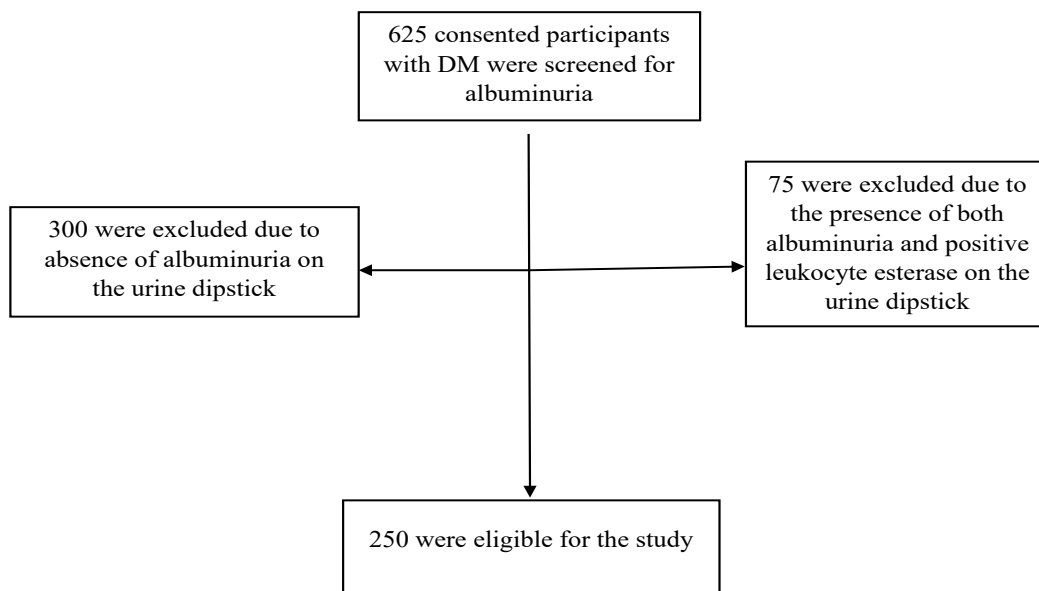 625 consented participants
with DM were screened for
albuminuria
300 were excluded due to
absence of albuminuria on
the urine dipstick
75 were excluded due to
the presence of both
albuminuria and positive
leukocyte esterase on the
urine dipstick
250 were eligible for the study